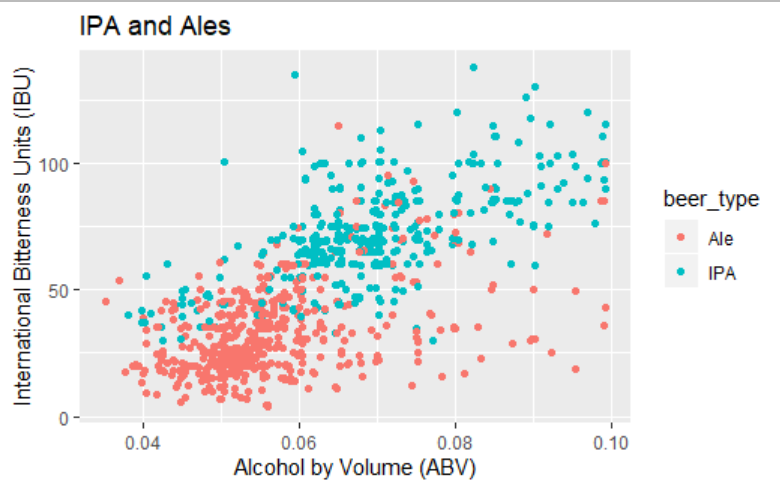 IPA and Ales
International Bitterness Units (IBU)
100
50
0
0.04 0.06 0.08 0.10
Alcohol by Volume (ABV)
beer_type
Ale
IPA